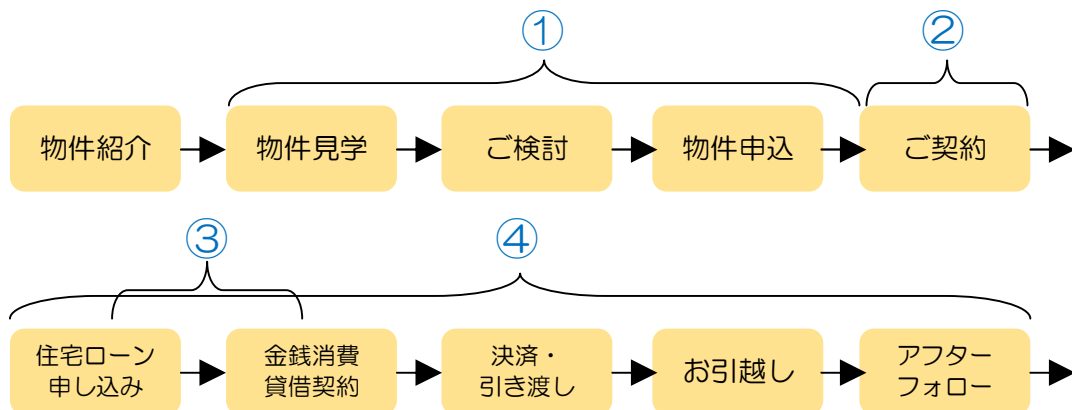 ①
②
物件紹介
物件見学
ご検討
物件申込
ご契約
③
④
住宅ローン
申し込み
金銭消費
貸借契約
決済・
引き渡し
お引越し
アフター
フォロー